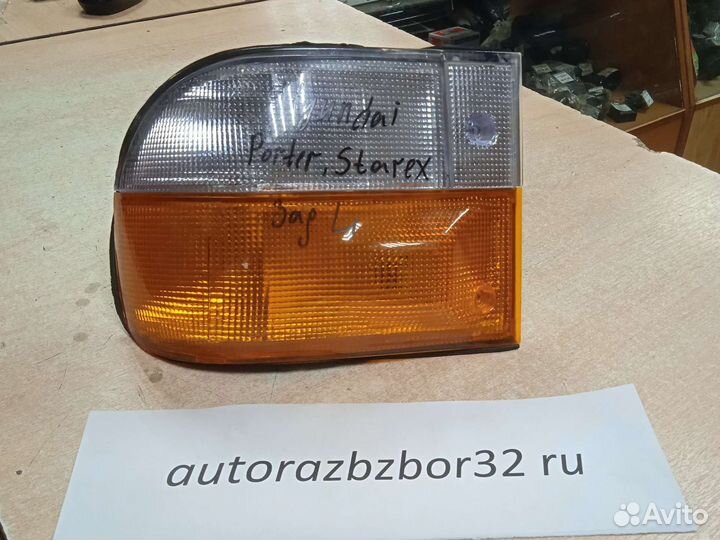 Porter, Starex
Зад L
autorazbzbor32 ru
Avito